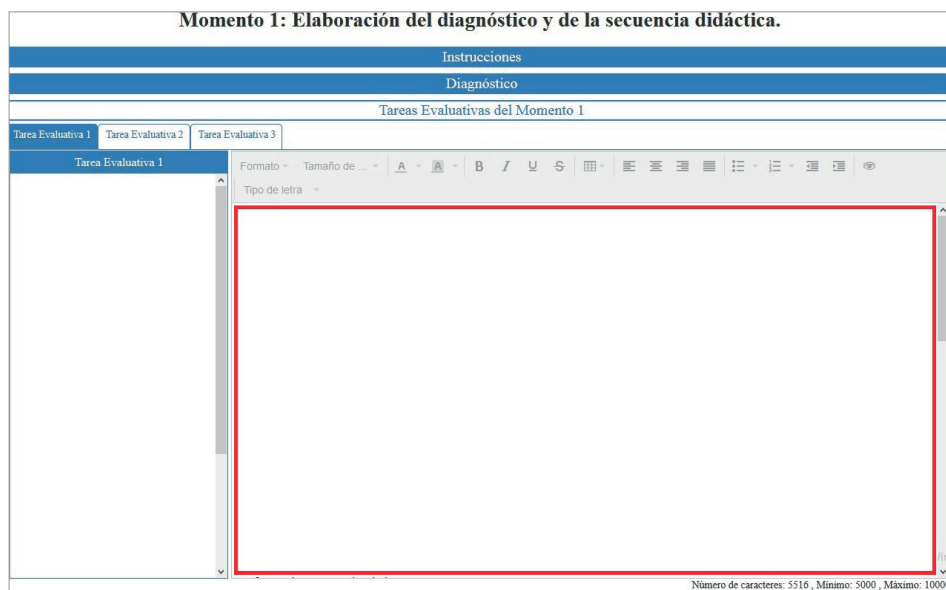 Momento 1: Elaboración del diagnóstico y de la secuencia didáctica.
Instrucciones
Diagnóstico
Tareas Evaluativas del Momento 1
Tarea Evaluativa 1 Tarea Evaluativa 2 Tarea Evaluativa 3
Tarea Evaluativa 1
Formato Tamaño de ... A A B I U S
Tipo de letra
Número de caracteres: 5516 , Mínimo: 5000 , Máximo: 1000